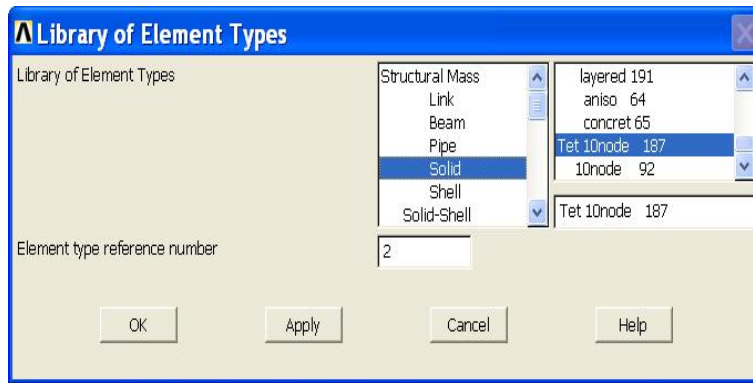 Library of Element Types
Library of Element Types
Structural Mass
Link
Beam
Pipe
Solid
Shell
Solid-Shell
layered 191
aniso 64
concret 65
Tet 10node 187
10node 92
Tet 10node 187
Element type reference number
2
OK
Apply
Cancel
Help